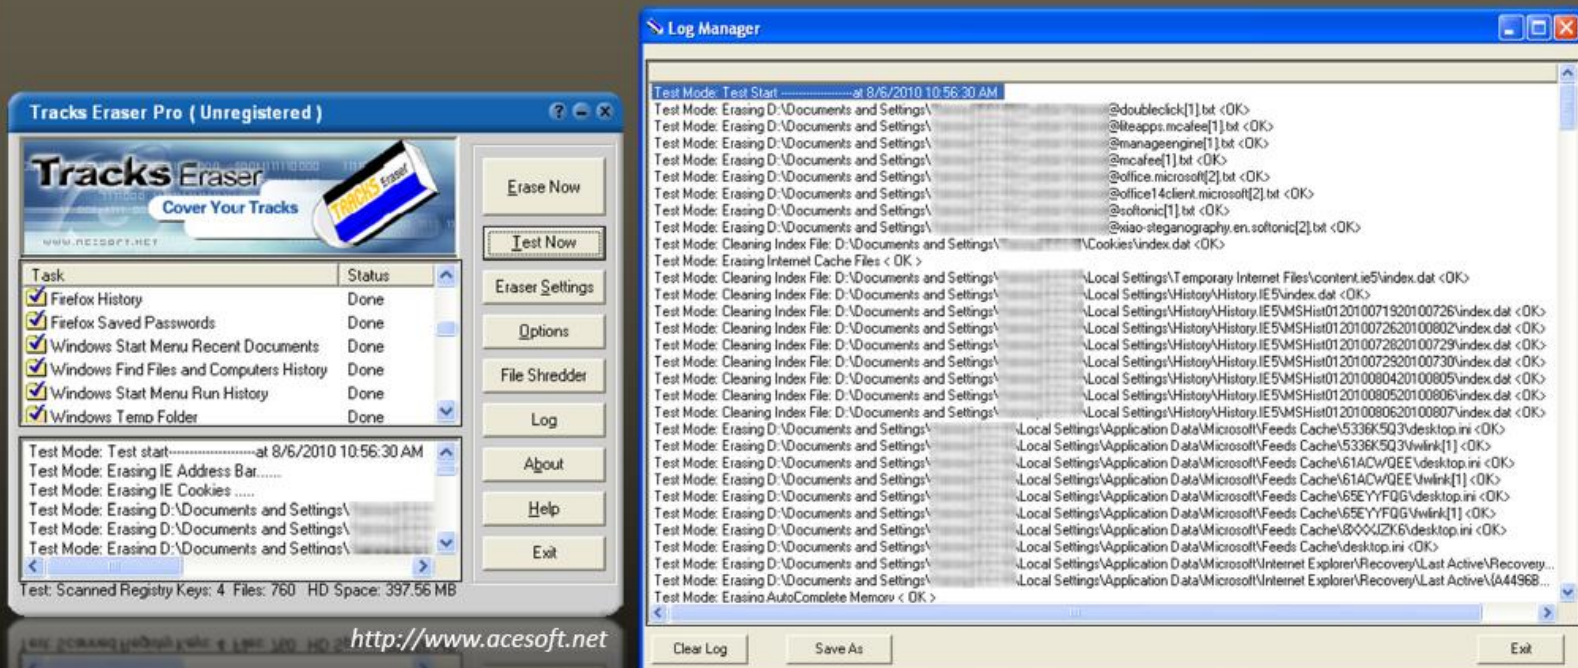 Tracks Eraser Pro ( Unregistered )
Tracks Eraser
Cover Your Tracks
TRACKS Eraser
www.acesoft.net
Task Status
Firefox History Done
Firefox Saved Passwords Done
Windows Start Menu Recent Documents Done
Windows Find Files and Computers History Done
Windows Start Menu Run History Done
Windows Temp Folder Done
Test Mode: Test start----------------------at 8/6/2010 10:56:30 AM
Test Mode: Erasing IE Address Bar......
Test Mode: Erasing IE Cookies .....
Test Mode: Erasing D:\Documents and Settings\
Test Mode: Erasing D:\Documents and Settings\
Test Mode: Erasing D:\Documents and Settings\
Test: Scanned Registry Keys: 4 Files: 760 HD Space: 397.56 MB
Erase Now
Test Now
Eraser Settings
Options
File Shredder
Log
About
Help
Exit
http://www.acesoft.net
Log Manager
Test Mode: Test Start --------------------at 8/6/2010 10:56:30 AM
Test Mode: Erasing D:\Documents and Settings\ @doubleclick[1].txt <OK>
Test Mode: Erasing D:\Documents and Settings\ @liteapps.mcafee[1].txt <OK>
Test Mode: Erasing D:\Documents and Settings\ @manageengine[1].txt <OK>
Test Mode: Erasing D:\Documents and Settings\ @mcafee[1].txt <OK>
Test Mode: Erasing D:\Documents and Settings\ @office.microsoft[2].txt <OK>
Test Mode: Erasing D:\Documents and Settings\ @office14client.microsoft[2].txt <OK>
Test Mode: Erasing D:\Documents and Settings\ @softonic[1].txt <OK>
Test Mode: Erasing D:\Documents and Settings\ @xiao-steganography.en.softonic[2].txt <OK>
Test Mode: Cleaning Index File: D:\Documents and Settings\ \Cookies\index.dat <OK>
Test Mode: Erasing Internet Cache Files < OK >
Test Mode: Cleaning Index File: D:\Documents and Settings\ \Local Settings\Temporary Internet Files\content.ie5\index.dat <OK>
Test Mode: Cleaning Index File: D:\Documents and Settings\ \Local Settings\History\History.IE5\index.dat <OK>
Test Mode: Cleaning Index File: D:\Documents and Settings\ \Local Settings\History\History.IE5\MSHist012010071920100726\index.dat <OK>
Test Mode: Cleaning Index File: D:\Documents and Settings\ \Local Settings\History\History.IE5\MSHist012010072620100802\index.dat <OK>
Test Mode: Cleaning Index File: D:\Documents and Settings\ \Local Settings\History\History.IE5\MSHist012010072820100729\index.dat <OK>
Test Mode: Cleaning Index File: D:\Documents and Settings\ \Local Settings\History\History.IE5\MSHist012010072920100730\index.dat <OK>
Test Mode: Cleaning Index File: D:\Documents and Settings\ \Local Settings\History\History.IE5\MSHist012010080420100805\index.dat <OK>
Test Mode: Cleaning Index File: D:\Documents and Settings\ \Local Settings\History\History.IE5\MSHist012010080520100806\index.dat <OK>
Test Mode: Cleaning Index File: D:\Documents and Settings\ \Local Settings\History\History.IE5\MSHist012010080620100807\index.dat <OK>
Test Mode: Erasing D:\Documents and Settings\ \Local Settings\Application Data\Microsoft\Feeds Cache\5336K5Q3\desktop.ini <OK>
Test Mode: Erasing D:\Documents and Settings\ \Local Settings\Application Data\Microsoft\Feeds Cache\5336K5Q3\fwlink[1] <OK>
Test Mode: Erasing D:\Documents and Settings\ \Local Settings\Application Data\Microsoft\Feeds Cache\61ACWQEE\desktop.ini <OK>
Test Mode: Erasing D:\Documents and Settings\ \Local Settings\Application Data\Microsoft\Feeds Cache\61ACWQEE\fwlink[1] <OK>
Test Mode: Erasing D:\Documents and Settings\ \Local Settings\Application Data\Microsoft\Feeds Cache\65EYYFQG\desktop.ini <OK>
Test Mode: Erasing D:\Documents and Settings\ \Local Settings\Application Data\Microsoft\Feeds Cache\65EYYFQG\fwlink[1] <OK>
Test Mode: Erasing D:\Documents and Settings\ \Local Settings\Application Data\Microsoft\Feeds Cache\8XXXJZK6\desktop.ini <OK>
Test Mode: Erasing D:\Documents and Settings\ \Local Settings\Application Data\Microsoft\Feeds Cache\desktop.ini <OK>
Test Mode: Erasing D:\Documents and Settings\ \Local Settings\Application Data\Microsoft\Internet Explorer\Recovery\Last Active\Recovery...
Test Mode: Erasing D:\Documents and Settings\ \Local Settings\Application Data\Microsoft\Internet Explorer\Recovery\Last Active\{A4496B...
Test Mode: Erasing AutoComplete Memory < OK >
Clear Log
Save As
Exit